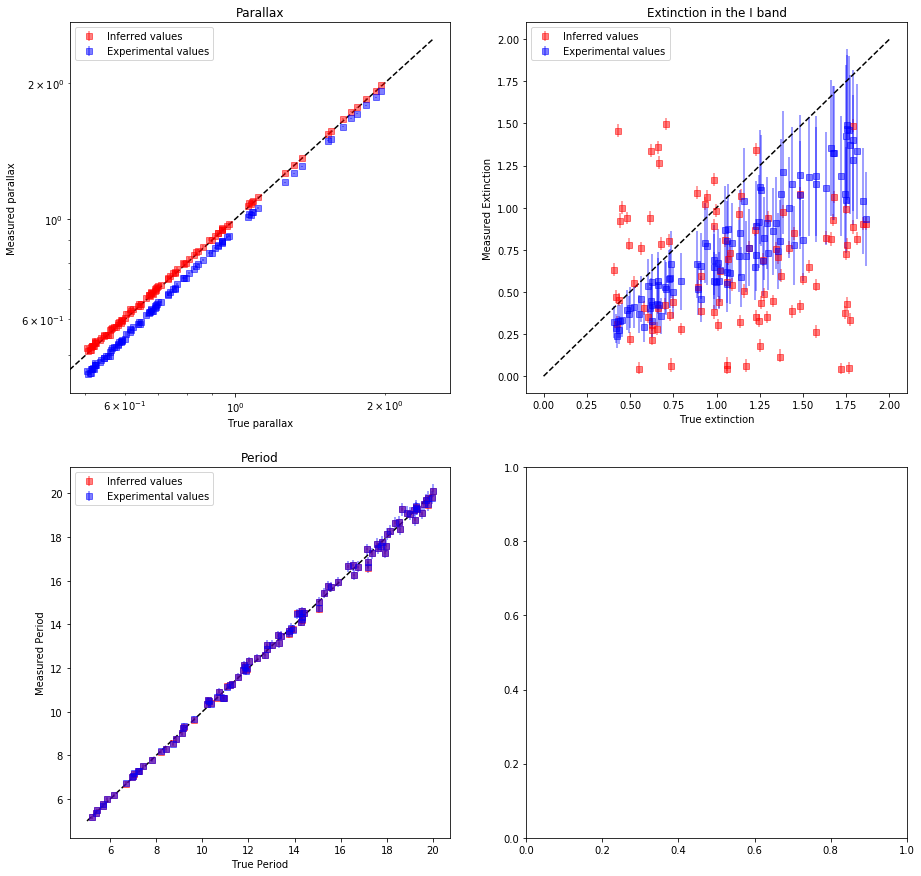 Parallax
Inferred values
Experimental values
2 × 10⁰
10⁰
6 × 10⁻¹
Measured parallax
6 × 10⁻¹
10⁰
2 × 10⁰
True parallax
Extinction in the I band
Inferred values
Experimental values
2.00
1.75
1.50
1.25
1.00
0.75
0.50
0.25
0.00
Measured Extinction
0.00
0.25
0.50
0.75
1.00
1.25
1.50
1.75
2.00
True extinction
Period
Inferred values
Experimental values
20
18
16
14
12
10
8
6
Measured Period
6
8
10
12
14
16
18
20
True Period
1.0
0.8
0.6
0.4
0.2
0.0
0.0
0.2
0.4
0.6
0.8
1.0